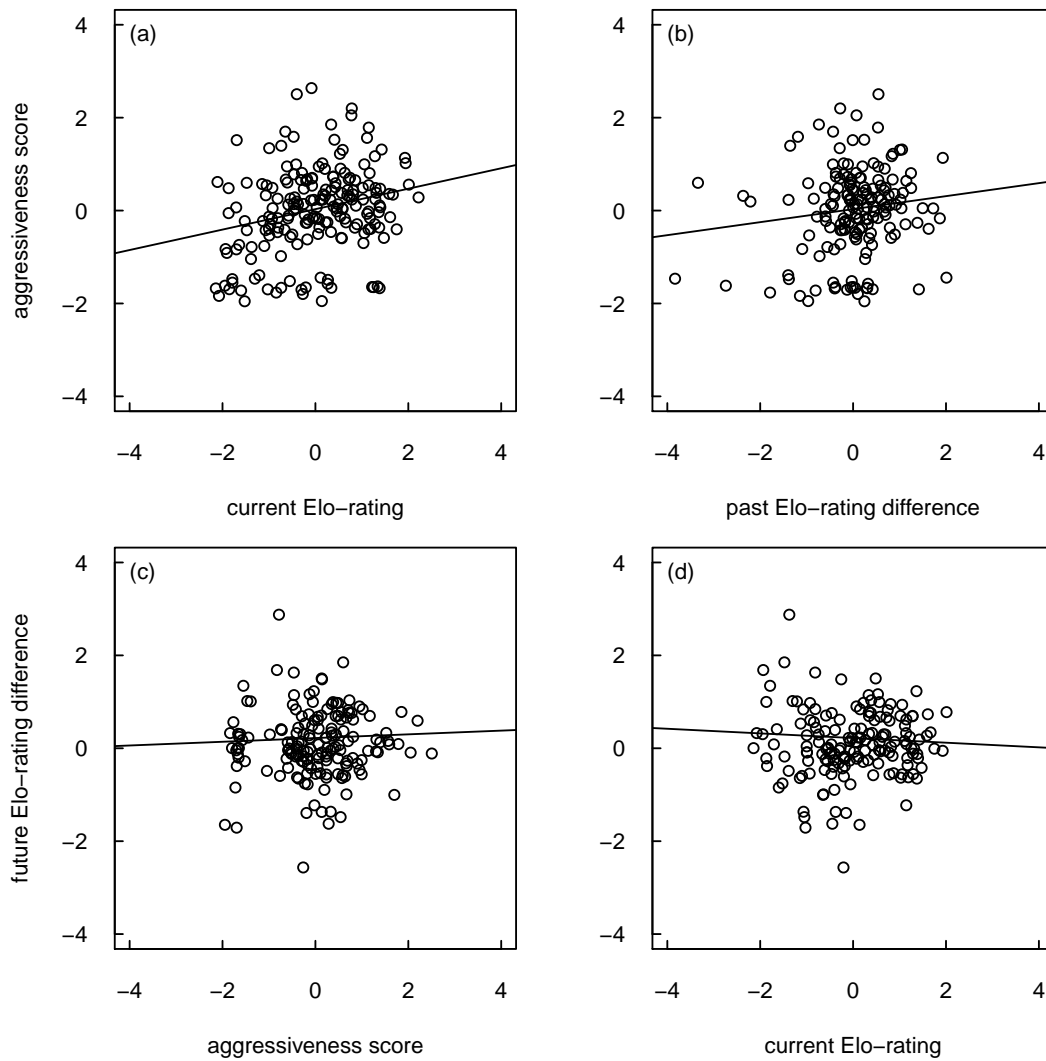 (a)
4
2
0
−2
−4
aggressiveness score
−4 −2 0 2 4
current Elo−rating
(b)
4
2
0
−2
−4
−4 −2 0 2 4
past Elo−rating difference
(c)
4
2
0
−2
−4
future Elo−rating difference
−4 −2 0 2 4
aggressiveness score
(d)
4
2
0
−2
−4
−4 −2 0 2 4
current Elo−rating